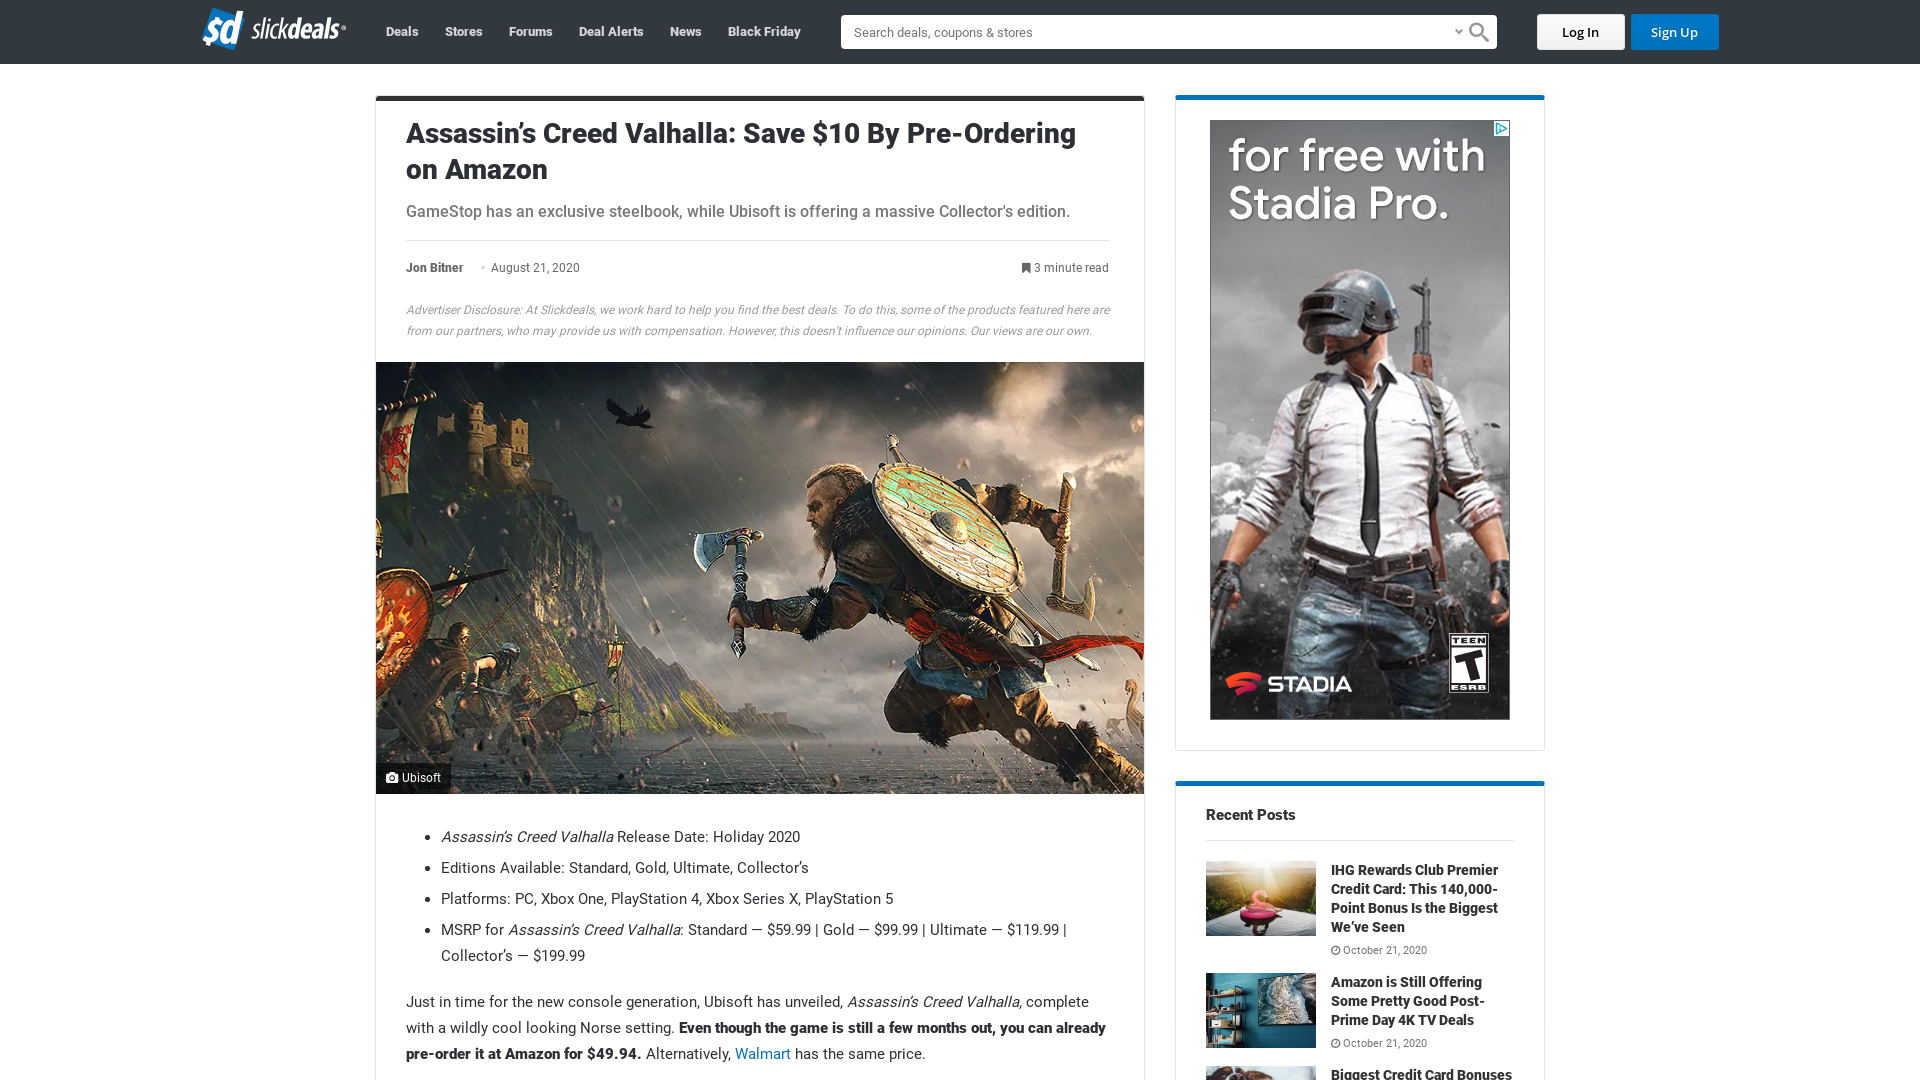 $d slickdeals
Deals
Stores
Forums
Deal Alerts
News
Black Friday
Search deals, coupons & stores
Log In
Sign Up
Assassin’s Creed Valhalla: Save $10 By Pre-Ordering
on Amazon
GameStop has an exclusive steelbook, while Ubisoft is offering a massive Collector's edition.
Jon Bitner • August 21, 2020
3 minute read
Advertiser Disclosure: At Slickdeals, we work hard to help you find the best deals. To do this, some of the products featured here are
from our partners, who may provide us with compensation. However, this doesn’t influence our opinions. Our views are our own.
Ubisoft
• Assassin’s Creed Valhalla Release Date: Holiday 2020
• Editions Available: Standard, Gold, Ultimate, Collector’s
• Platforms: PC, Xbox One, PlayStation 4, Xbox Series X, PlayStation 5
• MSRP for Assassin’s Creed Valhalla: Standard — $59.99 | Gold — $99.99 | Ultimate — $119.99 |
Collector’s — $199.99
Just in time for the new console generation, Ubisoft has unveiled, Assassin’s Creed Valhalla, complete
with a wildly cool looking Norse setting. Even though the game is still a few months out, you can already
pre-order it at Amazon for $49.94. Alternatively, Walmart has the same price.
for free with
Stadia Pro.
STADIA
TEEN
T
ESRB
Recent Posts
IHG Rewards Club Premier
Credit Card: This 140,000-
Point Bonus Is the Biggest
We’ve Seen
October 21, 2020
Amazon is Still Offering
Some Pretty Good Post-
Prime Day 4K TV Deals
October 21, 2020
Biggest Credit Card Bonuses